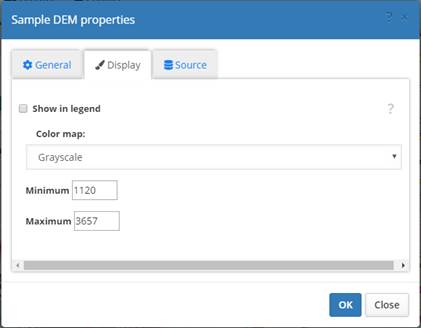 Sample DEM properties ? ×
General Display Source
Show in legend ?
Color map:
Grayscale
Minimum 1120
Maximum 3657
OK Close